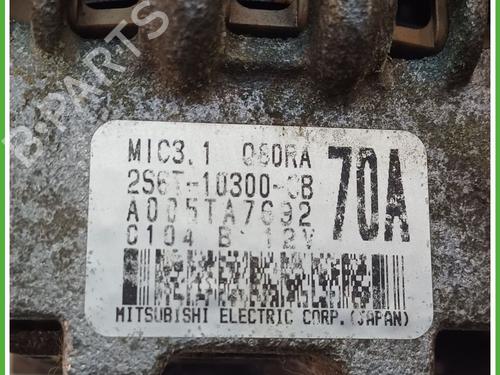 B-PARTS
MIC3.1 060RA
70A
2S6T-10300-CB
A005TA7692
C104 B 12V
MITSUBISHI ELECTRIC CORP. (JAPAN)